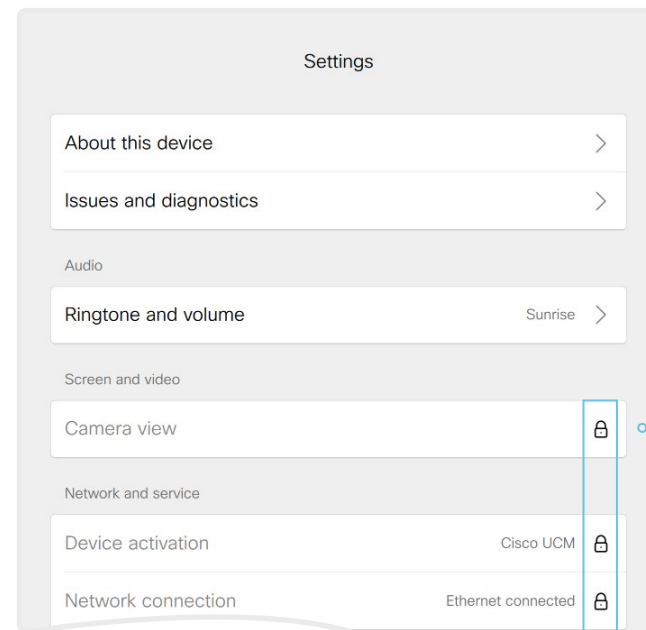 Settings
About this device
Issues and diagnostics
Audio
Ringtone and volume Sunrise
Screen and video
Camera view
Network and service
Device activation Cisco UCM
Network connection Ethernet connected